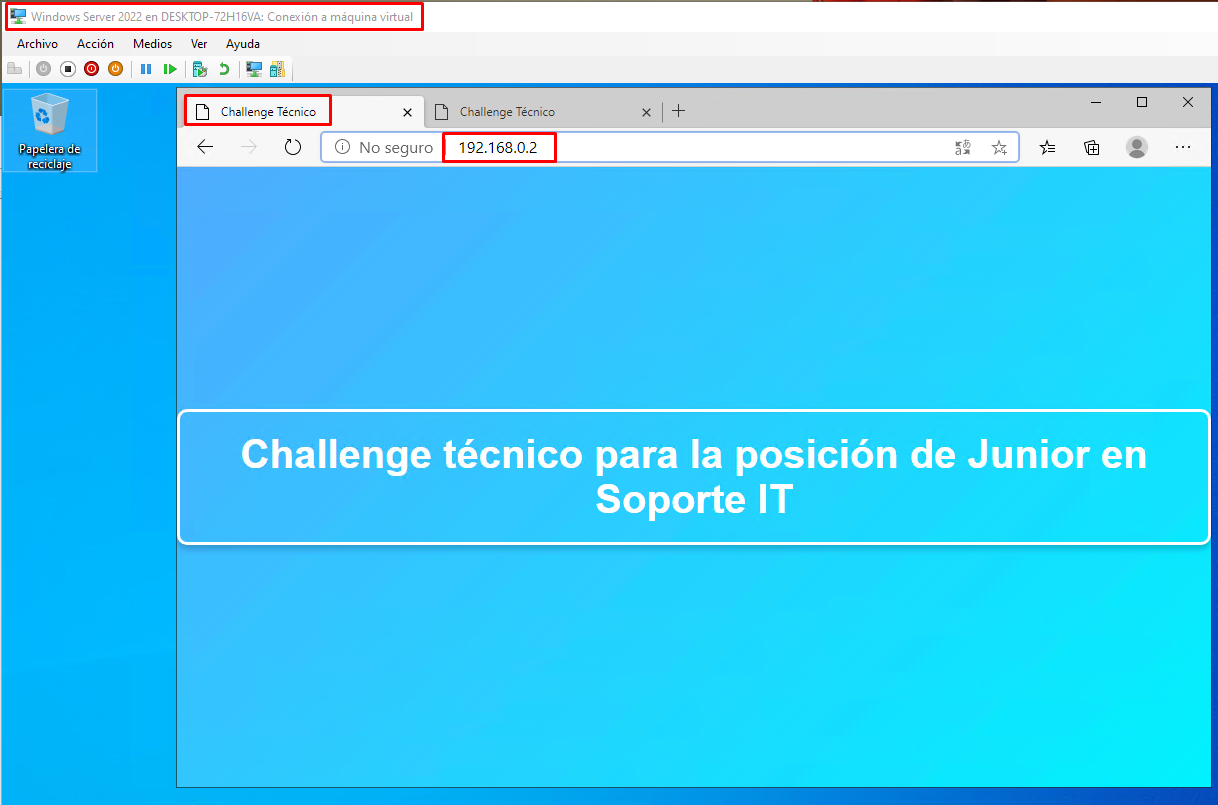 Windows Server 2022 en DESKTOP-72H16VA: Conexión a máquina virtual
Archivo Acción Medios Ver Ayuda
Papelera de
reciclaje
Challenge Técnico Challenge Técnico
No seguro 192.168.0.2
Challenge técnico para la posición de Junior en
Soporte IT